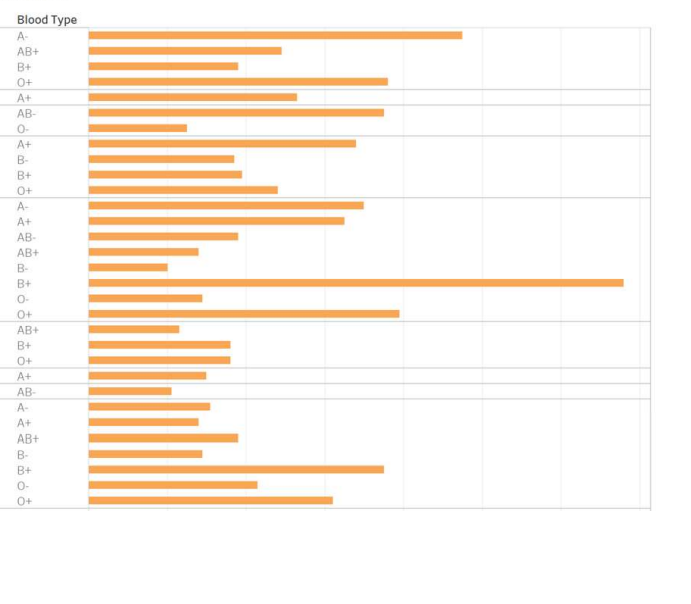 Blood Type
A-
AB+
B+
O+
A+
AB-
O-
A+
B-
B+
O+
A-
A+
AB-
AB+
B-
B+
O-
O+
AB+
B+
O+
A+
AB-
A-
A+
AB+
B-
B+
O-
O+